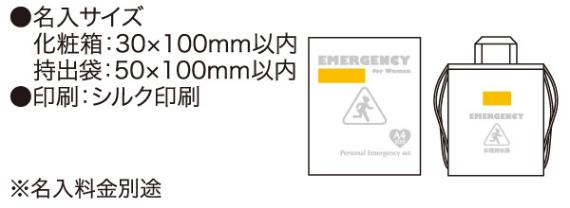 ●名入サイズ
化粧箱：30×100mm以内
持出袋：50×100mm以内
●印刷：シルク印刷
※名入料金別途
EMERGENCY
for Woman
A4
Personal Emergency set
EMERGENCY